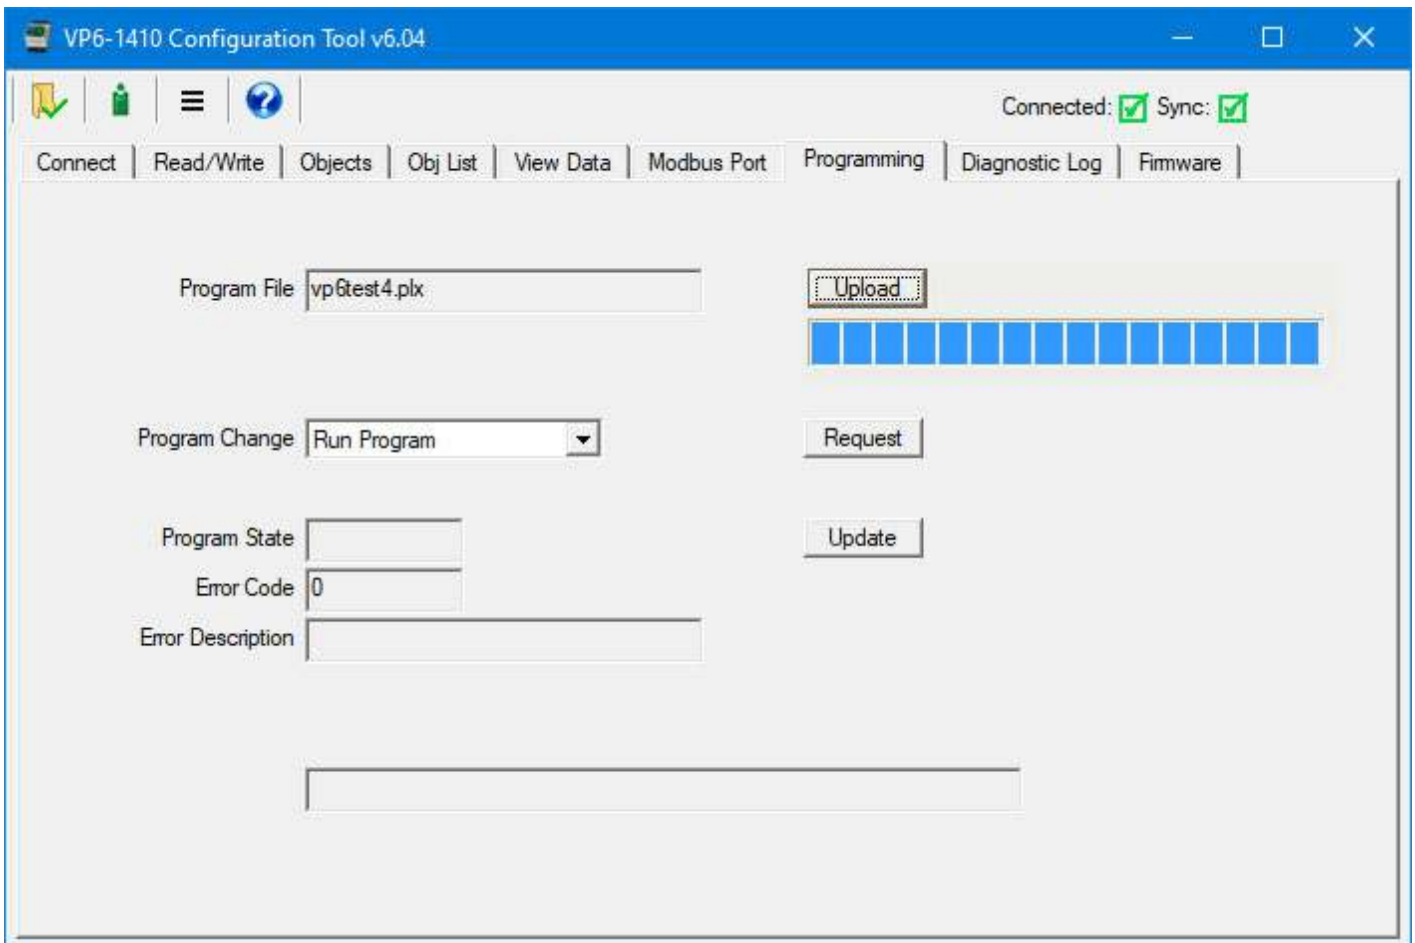 VP6-1410 Configuration Tool v6.04
Connected: Sync:
Connect Read/Write Objects Obj List View Data Modbus Port Programming Diagnostic Log Firmware
Program File vp6test4.plx Upload
Program Change Run Program Request
Program State Update
Error Code 0
Error Description